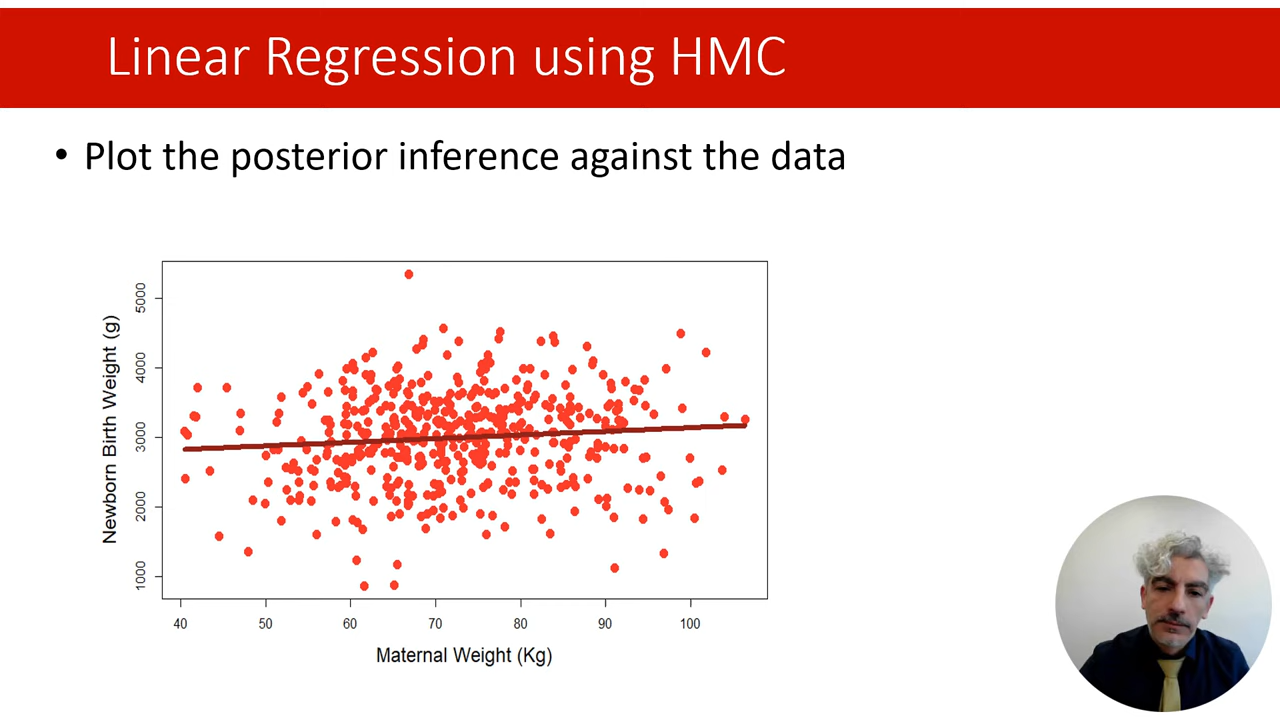 Linear Regression using HMC
• Plot the posterior inference against the data
Newborn Birth Weight (g)
5000
4000
3000
2000
1000
40 50 60 70 80 90 100
Maternal Weight (Kg)